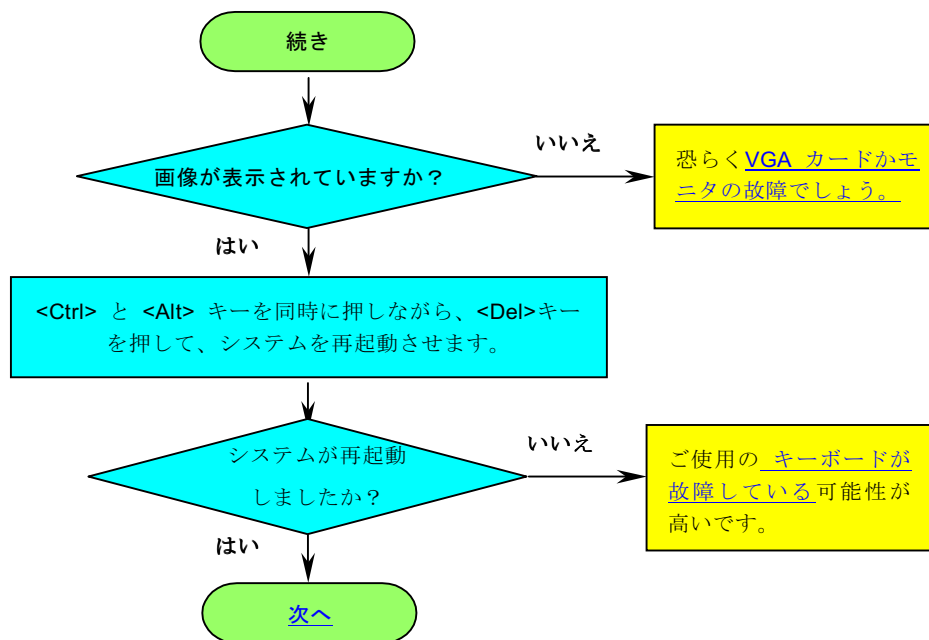 続き
画像が表示されていますか？
いいえ
恐らくVGA カードかモ
ニタの故障でしょう。
はい
<Ctrl> と <Alt> キーを同時に押しながら、<Del>キー
を押して、システムを再起動させます。
システムが再起動
しましたか？
いいえ
ご使用の キーボードが
故障している可能性が
高いです。
はい
次へ